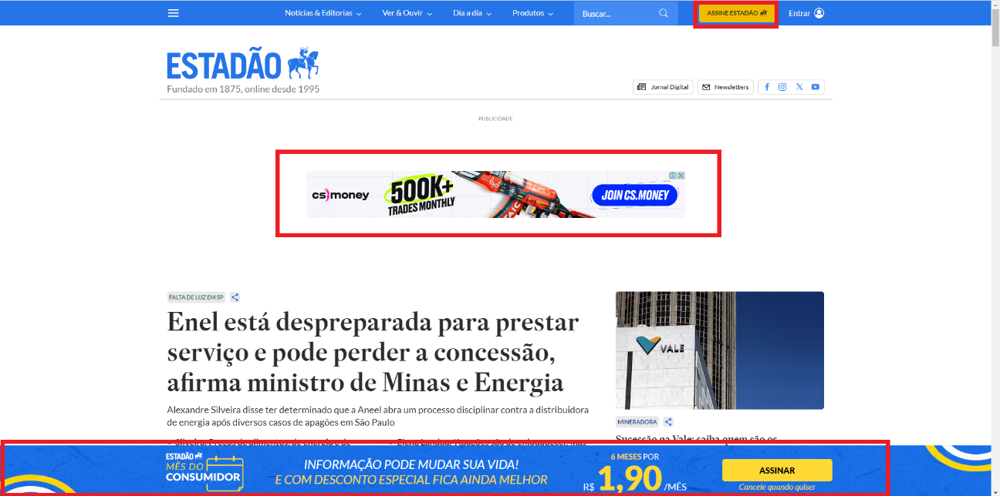 Notícias & Editorias
Ver & Ouvir
Dia a dia
Produtos
Buscar...
ASSINE ESTADÃO
Entrar
ESTADÃO
Fundado em 1875, online desde 1995
Jornal Digital
Newsletters
PUBLICIDADE
cs money
500K+
TRADES MONTHLY
JOIN CS.MONEY
FALTA DE LUZ EM SP
Enel está despreparada para prestar
serviço e pode perder a concessão,
afirma ministro de Minas e Energia
Alexandre Silveira disse ter determinado que a Aneel abra um processo disciplinar contra a distribuidora
de energia após diversos casos de apagões em São Paulo
VALE
MINERADORA
Sucessão na Vale: saiba quem são os
ESTADÃO
MÊS DO
CONSUMIDOR
INFORMAÇÃO PODE MUDAR SUA VIDA!
E COM DESCONTO ESPECIAL FICA AINDA MELHOR
6 MESES POR
R$ 1,90 /MÊS
ASSINAR
Cancele quando quiser